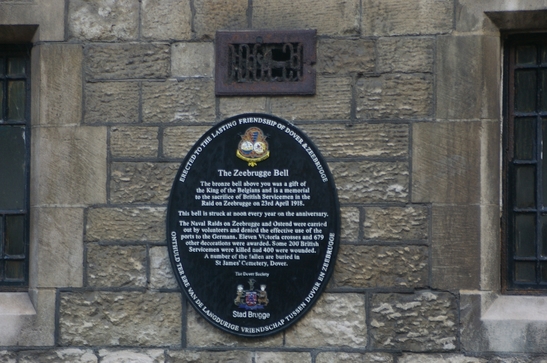 ERECTED TO THE LASTING FRIENDSHIP OF DOVER & ZEEBRUGGE
The Zeebrugge Bell
The bronze bell above you was a gift of
the King of the Belgians and is a memorial
to the sacrifice of British Servicemen in the
Raid on Zeebrugge on 23rd April 1918.
This bell is struck at noon every year on the anniversary.
The Naval Raids on Zeebrugge and Ostend were carried
out by volunteers and denied the effective use of the
ports to the Germans. Eleven Victoria crosses and 679
other decorations were awarded. Some 200 British
Servicemen were killed and 400 were wounded.
A number of the fallen are buried in
St James' Cemetery, Dover.
The Dover Society
Stad Brugge
ONTHULD TER ERE VAN DE LANGDURIGE VRIENDSCHAP TUSSEN DOVER EN ZEEBRUGGE